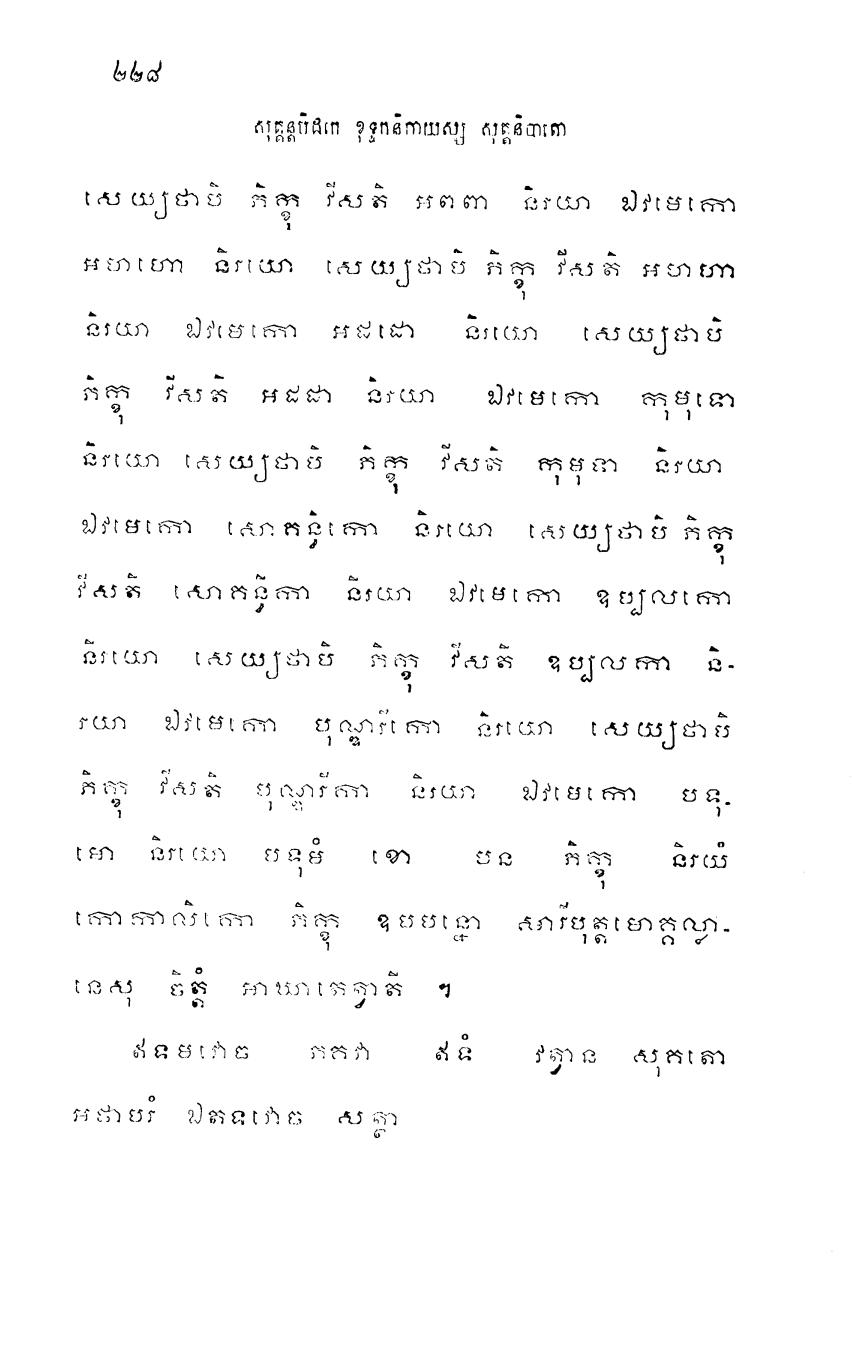 ២២៨
សុត្តន្តបិដកេ ខុទ្ទកនិកាយស្ស សុត្តនិបាតោ
សេយ្យថាបិ ភិក្ខុ វីសតិ អពពា និរយា ឯវមេកោ
អហហោ និរយោ សេយ្យថាបិ ភិក្ខុ វីសតិ អហហា
និរយា ឯវមេកោ អដដោ និរយោ សេយ្យថាបិ
ភិក្ខុ វីសតិ អដដា និរយា ឯវមេកោ កុមុទោ
និរយោ សេយ្យថាបិ ភិក្ខុ វីសតិ កុមុទា និរយា
ឯវមេកោ សោគន្ធិកោ និរយោ សេយ្យថាបិ ភិក្ខុ
វីសតិ សោគន្ធិកា និរយា ឯវមេកោ ឧប្បលកោ
និរយោ សេយ្យថាបិ ភិក្ខុ វីសតិ ឧប្បលកា និ-
រយា ឯវមេកោ បុណ្ឌរីកោ និរយោ សេយ្យថាបិ
ភិក្ខុ វីសតិ បុណ្ឌរីកា និរយា ឯវមេកោ បទុ-
មោ និរយោ បទុមំ ខោ បន ភិក្ខុ និរយំ
កោកាលិកោ ភិក្ខុ ឧបបន្នោ សារីបុត្តមោគ្គល្លា-
នេសុ ចិត្តំ អាឃាតេត្វាតិ ។
ឥទមវោច ភគវា ឥទំ វត្វាន សុគតោ
អថាបរំ ឯតទវោច សត្ថា